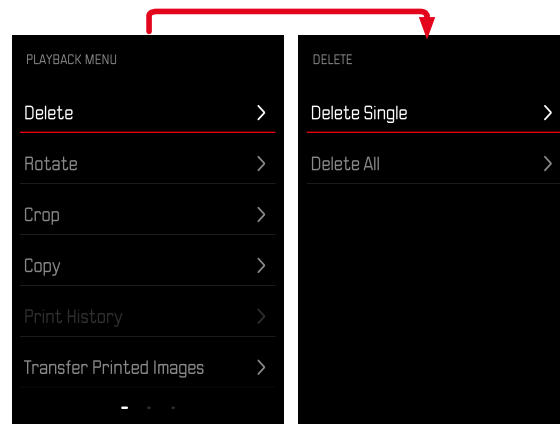 PLAYBACK MENU
Delete
Rotate
Crop
Copy
Print History
Transfer Printed Images
DELETE
Delete Single
Delete All